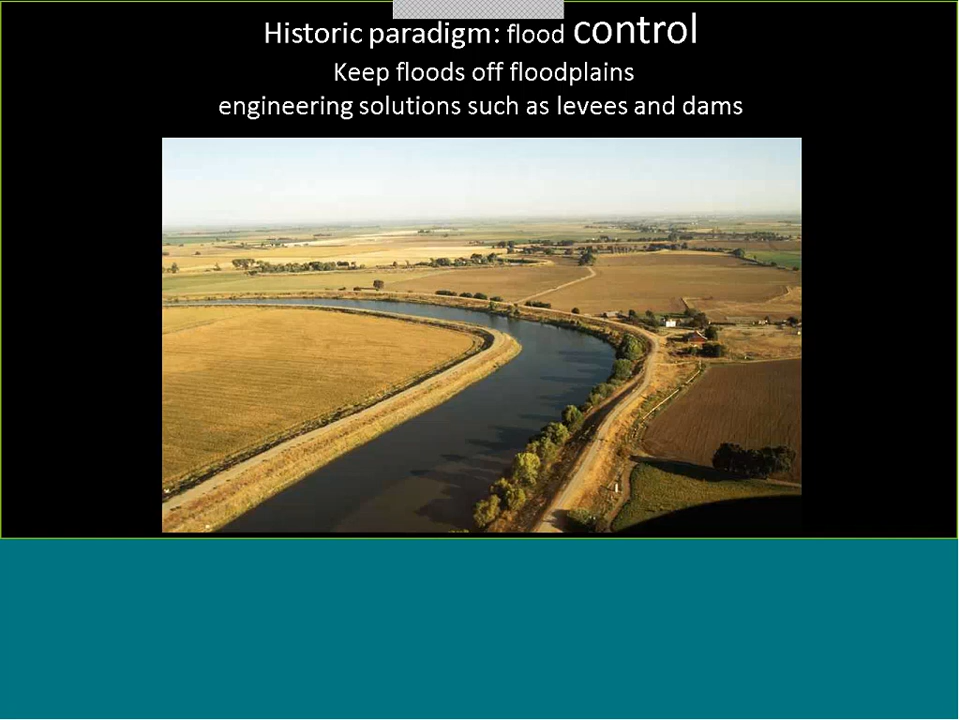 Historic paradigm: flood control
Keep floods off floodplains
engineering solutions such as levees and dams